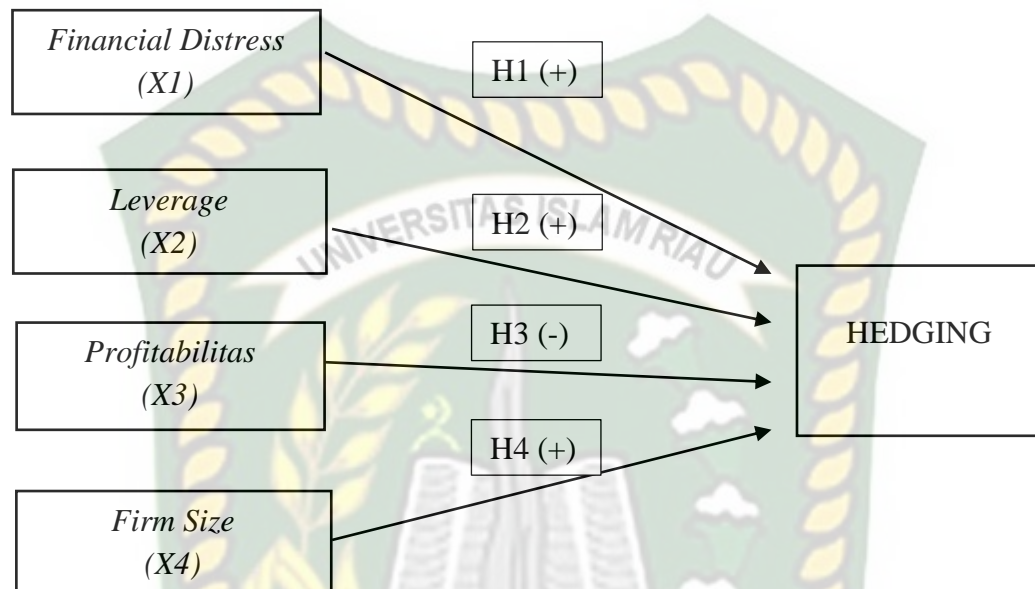 Financial Distress
(X1)
H1 (+)
Leverage
(X2)
H2 (+)
UNIVERSITAS ISLAM RIAU
HEDGING
Profitabilitas
(X3)
H3 (-)
H4 (+)
Firm Size
(X4)